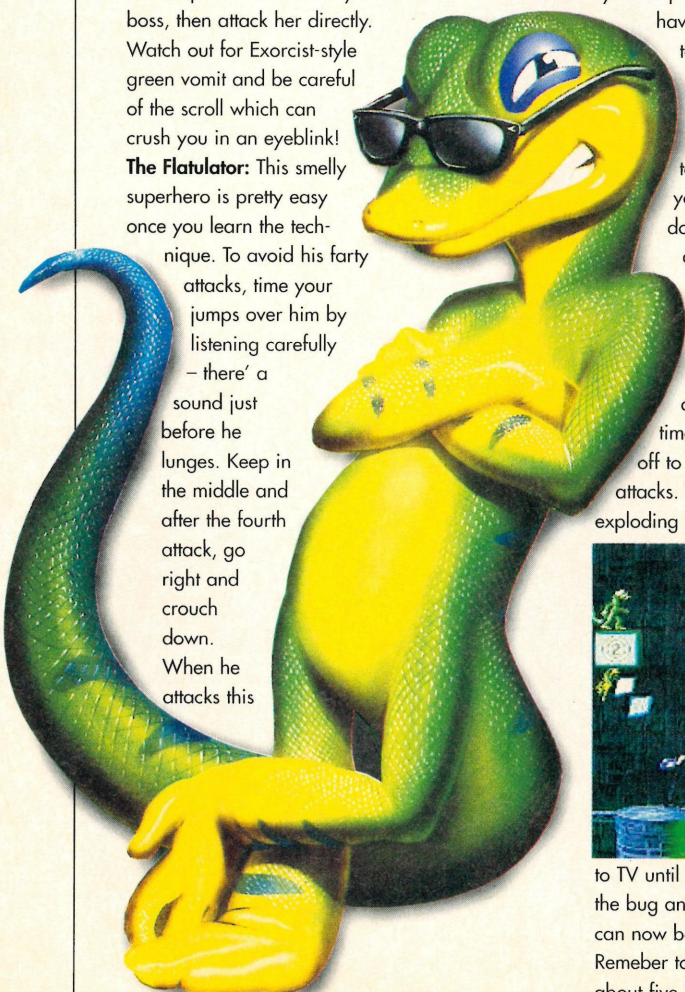 boss, then attack her directly.
Watch out for Exorcist-style
green vomit and be careful
of the scroll which can
crush you in an eyeblink!
The Flatulator: This smelly
superhero is pretty easy
once you learn the tech-
nique. To avoid his farty
attacks, time your
jumps over him by
listening carefully
– there' a
sound just
before he
lunges. Keep in
the middle and
after the fourth
attack, go
right and
crouch
down.
When he
attacks this
off to
attacks.
exploding
2
to TV until
the bug an
can now b
Remeber to
about five